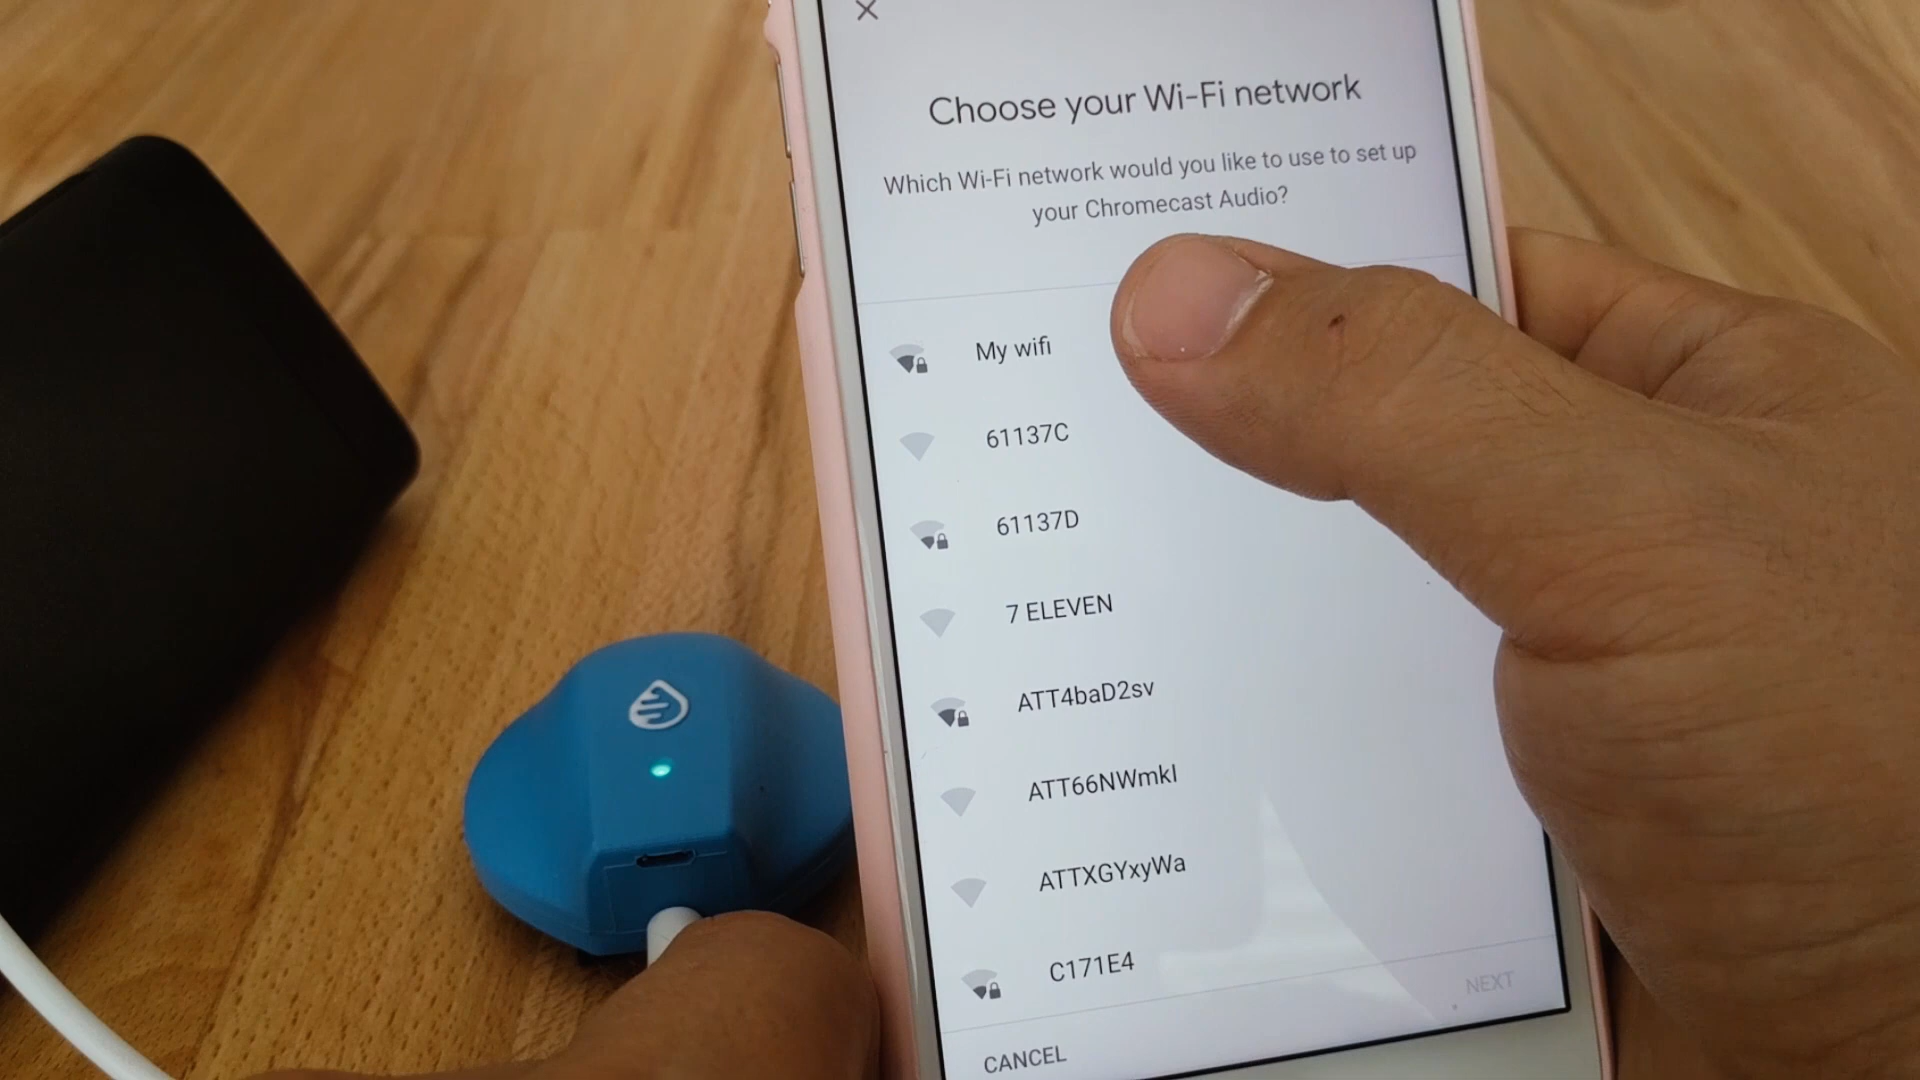 Choose your Wi-Fi network
Which Wi-Fi network would you like to use to set up
your Chromecast Audio?
My wifi
61137C
61137D
7 ELEVEN
ATT4baD2sv
ATT66NWmkI
ATTXGYxyWa
C171E4
NEXT
CANCEL